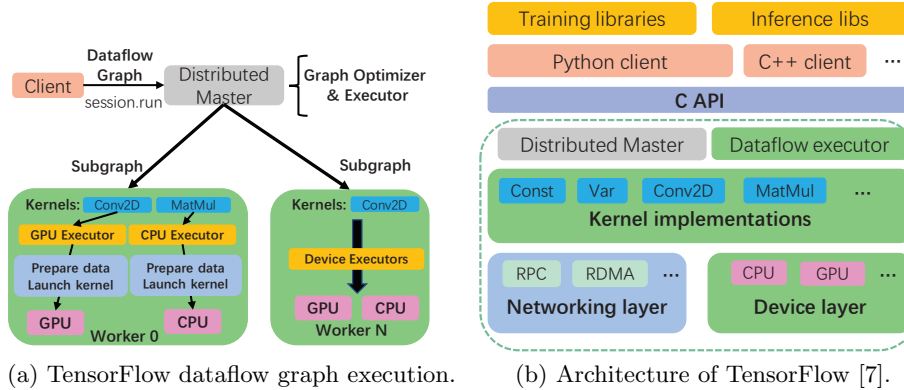 Dataflow
Graph
Client
session.run
Distributed
Master
Graph Optimizer
& Executor
Subgraph
Subgraph
Kernels: Conv2D MatMul
GPU Executor CPU Executor
Prepare data
Launch kernel
Prepare data
Launch kernel
GPU CPU
Worker 0
Kernels: Conv2D
Device Executors
GPU CPU
Worker N
(a) TensorFlow dataflow graph execution.
Training libraries Inference libs
Python client C++ client ...
C API
Distributed Master Dataflow executor
Const Var Conv2D MatMul ...
Kernel implementations
RPC RDMA ...
Networking layer
CPU GPU ...
Device layer
(b) Architecture of TensorFlow [7].